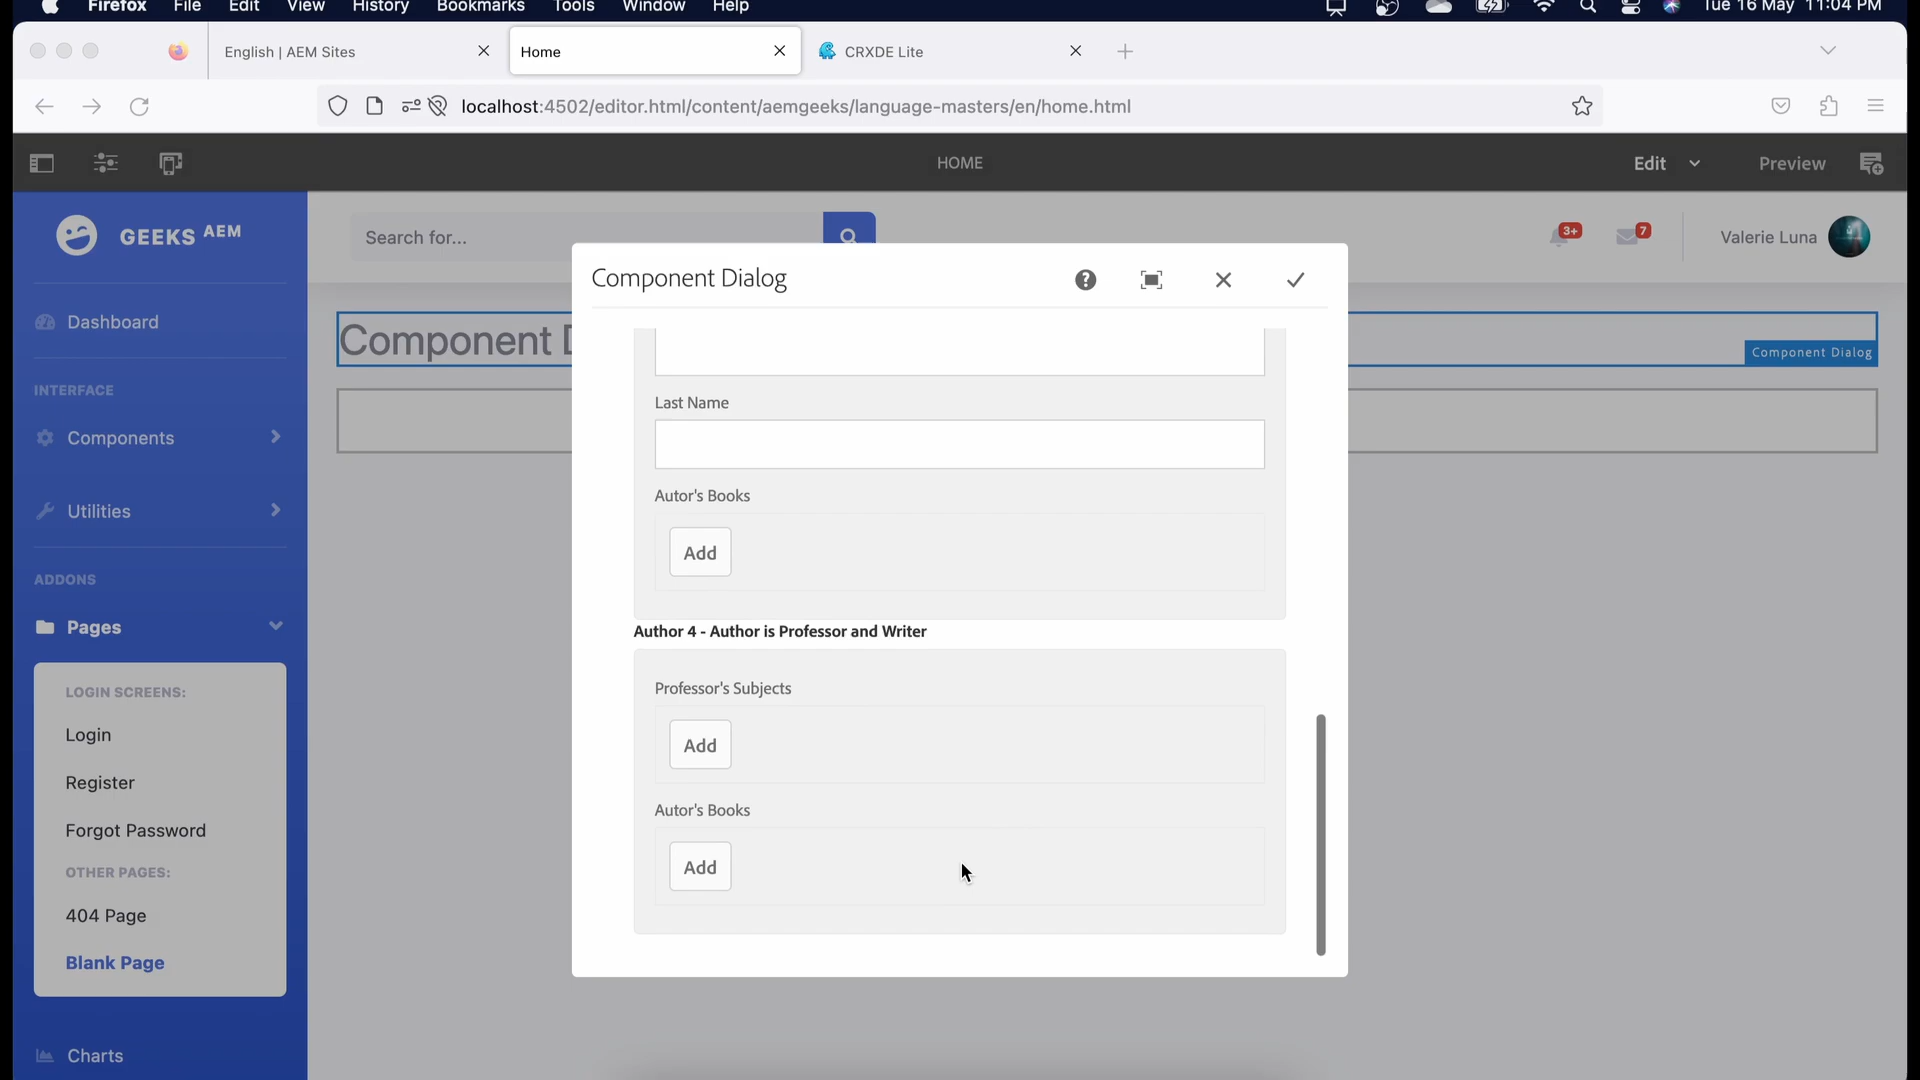 Firefox File Edit View History Bookmarks Tools Window Help Tue 16 May 11:04 PM
English | AEM Sites
Home
CRXDE Lite
localhost:4502/editor.html/content/aemgeeks/language-masters/en/home.html
HOME
Edit
Preview
GEEKS AEM
Search for...
3+
7
Valerie Luna
Dashboard
INTERFACE
Components
Utilities
ADDONS
Pages
LOGIN SCREENS:
Login
Register
Forgot Password
OTHER PAGES:
404 Page
Blank Page
Charts
Component D
Component Dialog
Component Dialog
Last Name
Autor's Books
Add
Author 4 - Author is Professor and Writer
Professor's Subjects
Add
Autor's Books
Add